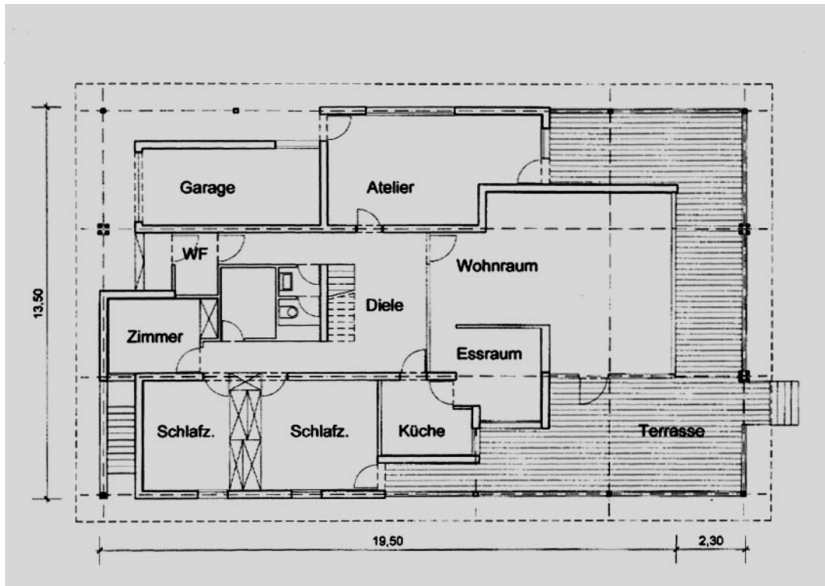 Garage
Atelier
WF
Wohnraum
13,50
Diele
Zimmer
Essraum
Schlafz.
Schlafz.
Küche
Terrasse
19,50
2,30